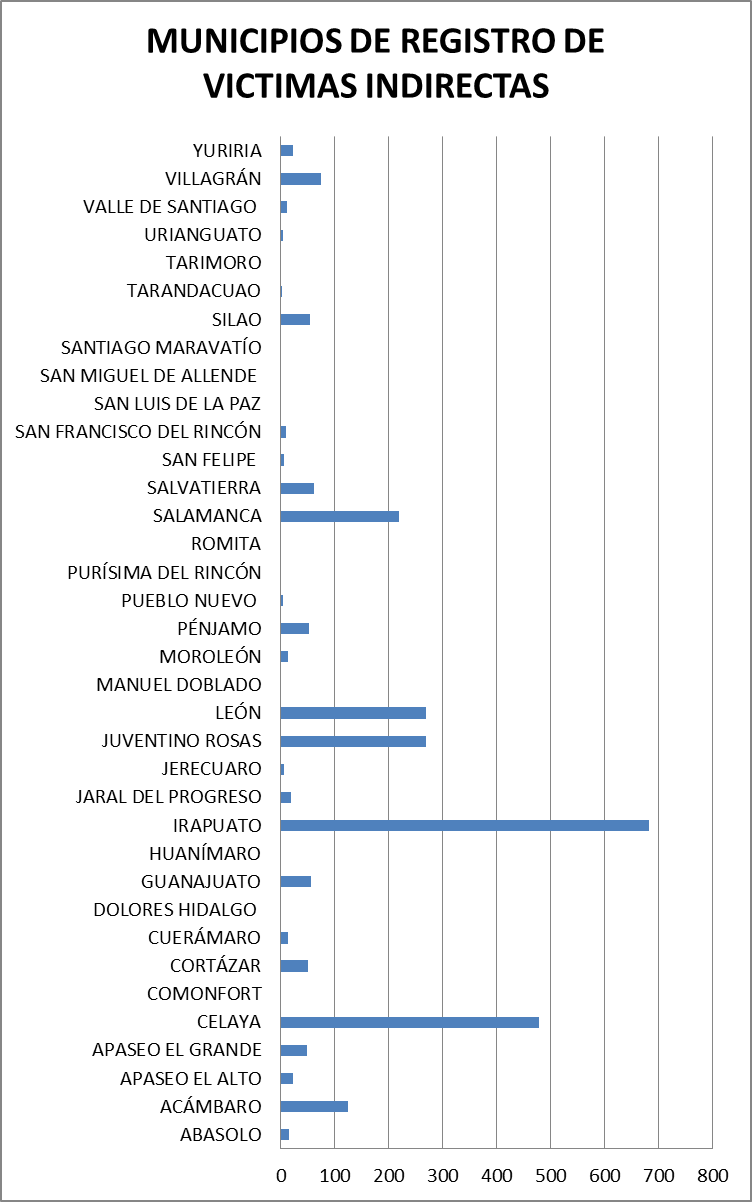 MUNICIPIOS DE REGISTRO DE
VICTIMAS INDIRECTAS
YURIRIA
VILLAGRÁN
VALLE DE SANTIAGO
URIANGUATO
TARIMORO
TARANDACUAO
SILAO
SANTIAGO MARAVATÍO
SAN MIGUEL DE ALLENDE
SAN LUIS DE LA PAZ
SAN FRANCISCO DEL RINCÓN
SAN FELIPE
SALVATIERRA
SALAMANCA
ROMITA
PURÍSIMA DEL RINCÓN
PUEBLO NUEVO
PÉNJAMO
MOROLEÓN
MANUEL DOBLADO
LEÓN
JUVENTINO ROSAS
JERECUARO
JARAL DEL PROGRESO
IRAPUATO
HUANÍMARO
GUANAJUATO
DOLORES HIDALGO
CUERÁMARO
CORTÁZAR
COMONFORT
CELAYA
APASEO EL GRANDE
APASEO EL ALTO
ACÁMBARO
ABASOLO
0 100 200 300 400 500 600 700 800